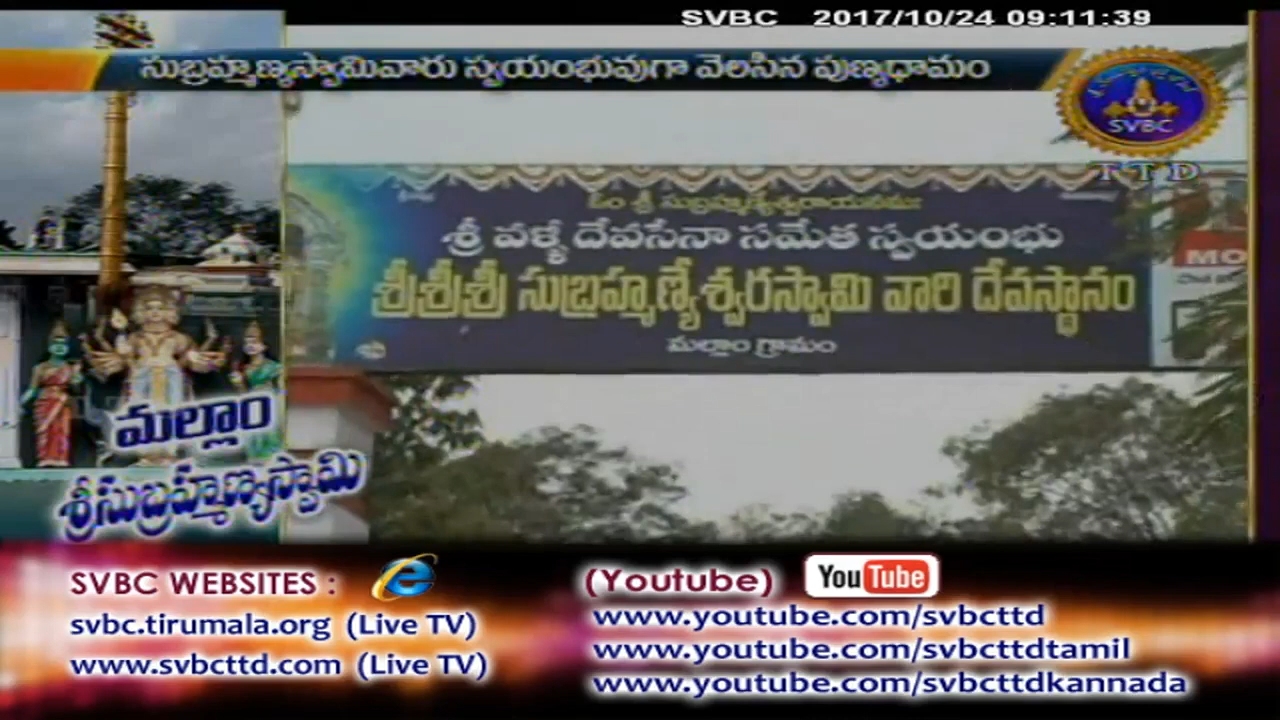 SVBC 2017/10/24 09:11:39
సుబ్రహ్మణ్యస్వామివారు స్వయంభువుగా వెలసిన పుణ్యధామం
SVBC
TTD
ఓం శ్రీ సుబ్రహ్మణ్యేశ్వరాయనమః
శ్రీ వళ్ళీ దేవసేనా సమేత స్వయంభు
శ్రీశ్రీశ్రీ సుబ్రహ్మణ్యేశ్వరస్వామి వారి దేవస్థానం
మల్లాం గ్రామం
MO
మల్లాం
శ్రీసుబ్రహ్మణ్యస్వామి
SVBC WEBSITES :
svbc.tirumala.org (Live TV)
www.svbcttd.com (Live TV)
(Youtube) YouTube
www.youtube.com/svbcttd
www.youtube.com/svbcttdtamil
www.youtube.com/svbcttdkannada